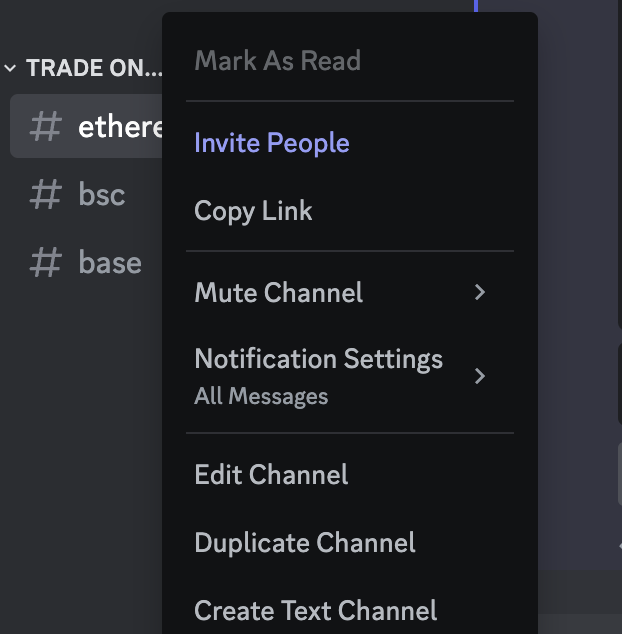 TRADE ON...
# ethere
# bsc
# base
Mark As Read
Invite People
Copy Link
Mute Channel
Notification Settings
All Messages
Edit Channel
Duplicate Channel
Create Text Channel